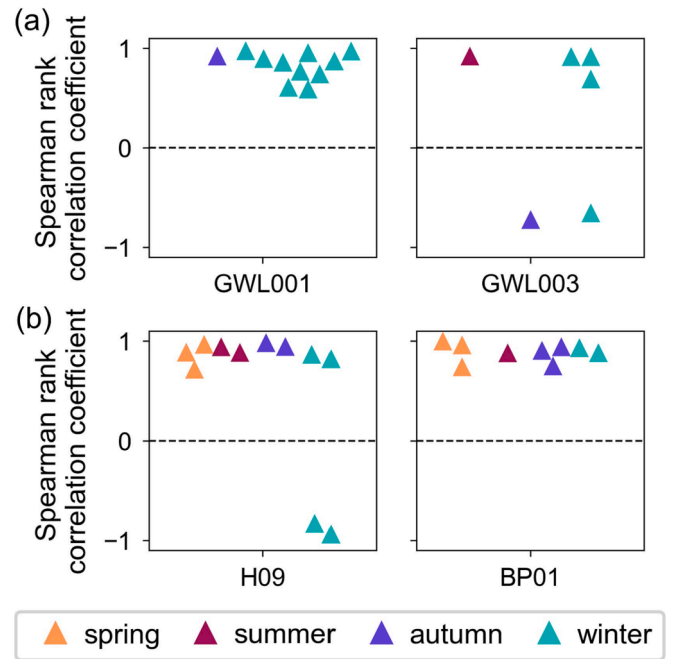 (a)
Spearman rank
correlation coefficient
1
0
−1
GWL001
GWL003
(b)
Spearman rank
correlation coefficient
1
0
−1
H09
BP01
spring summer autumn winter